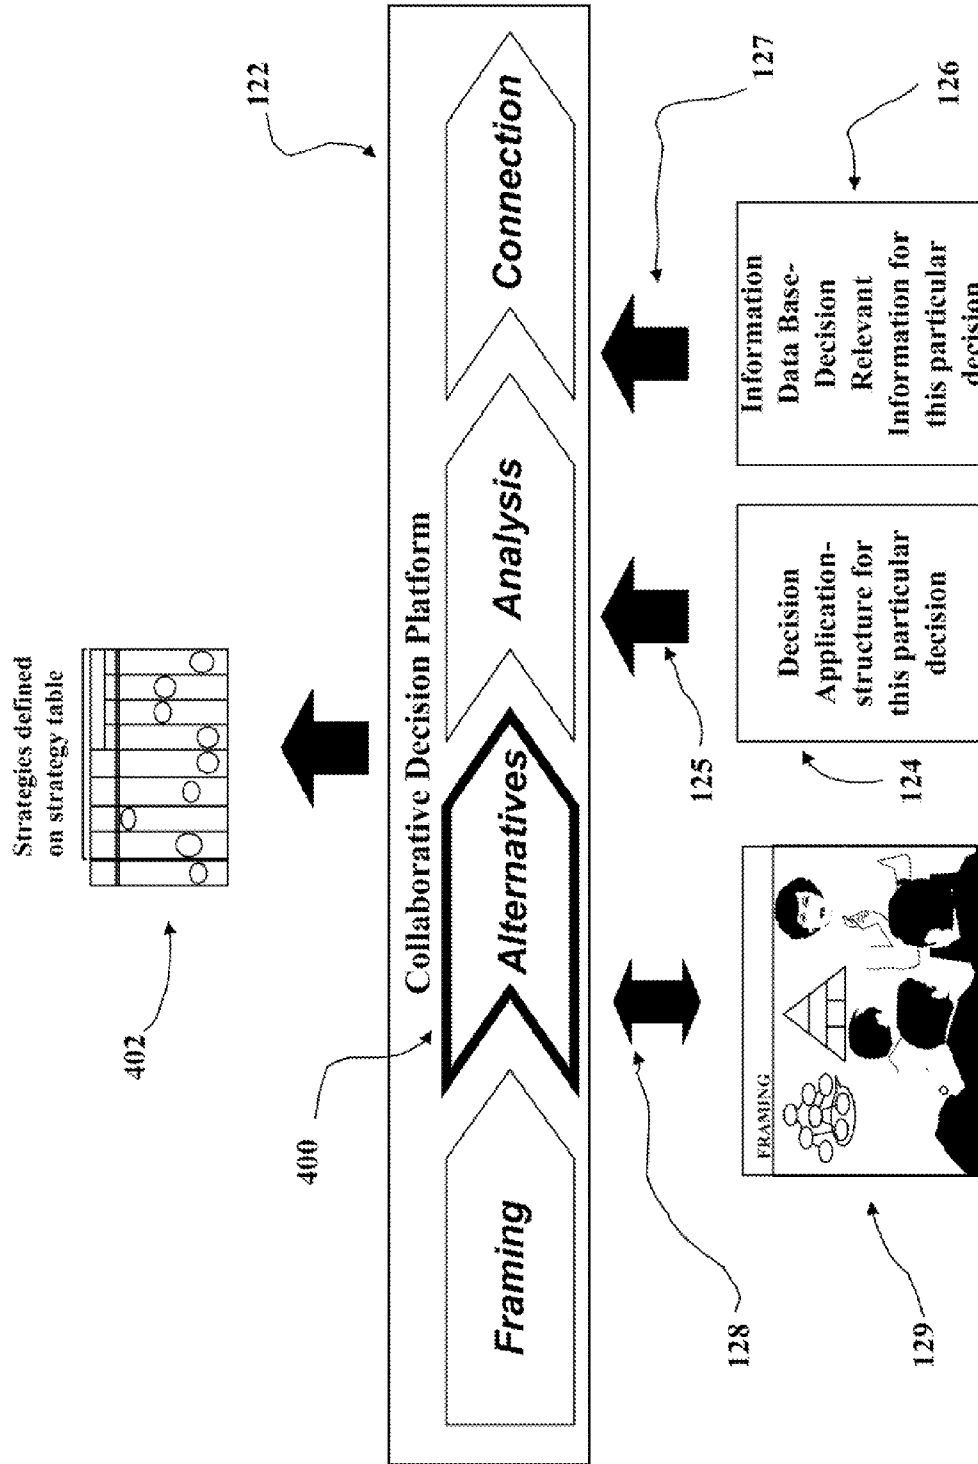 Strategies defined
on strategy table
402
122
Collaborative Decision Platform
400
Framing
Alternatives
Analysis
Connection
128
125
127
FRAMING
129
Decision
Application-
structure for
this particular
decision
124
Information
Data Base-
Decision
Relevant
Information for
this particular
decision
126